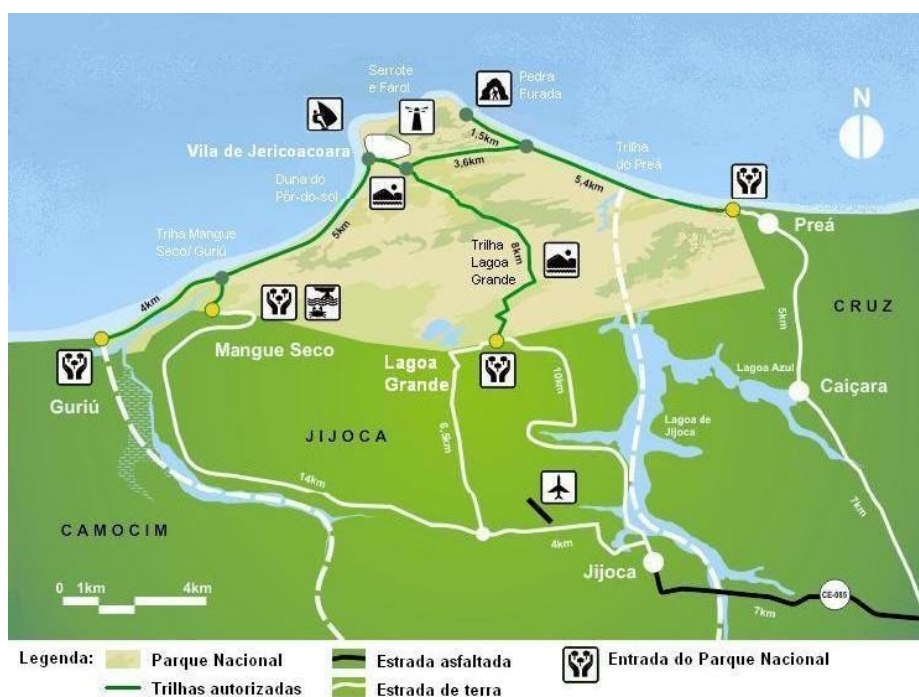 Serrote
e Farol
Pedra
Furada
N
Vila de Jericoacoara
1,5km
3,6km
Trilha
do Preá
Duna do
Pôr-do-sol
5,4km
Preá
5km
8km
Trilha
Lagoa
Grande
Trilha Mangue
Seco/ Guriú
4km
Mangue Seco
Guriú
Lagoa
Grande
CRUZ
5km
Lagoa Azul
Caiçara
10km
Lagoa de
Jijoca
JIJOCA
6,9km
14km
7km
CAMOCIM
4km
Jijoca
0 1km 4km
7km
CE-085
Legenda:
Parque Nacional
Estrada asfaltada
Entrada do Parque Nacional
Trilhas autorizadas
Estrada de terra